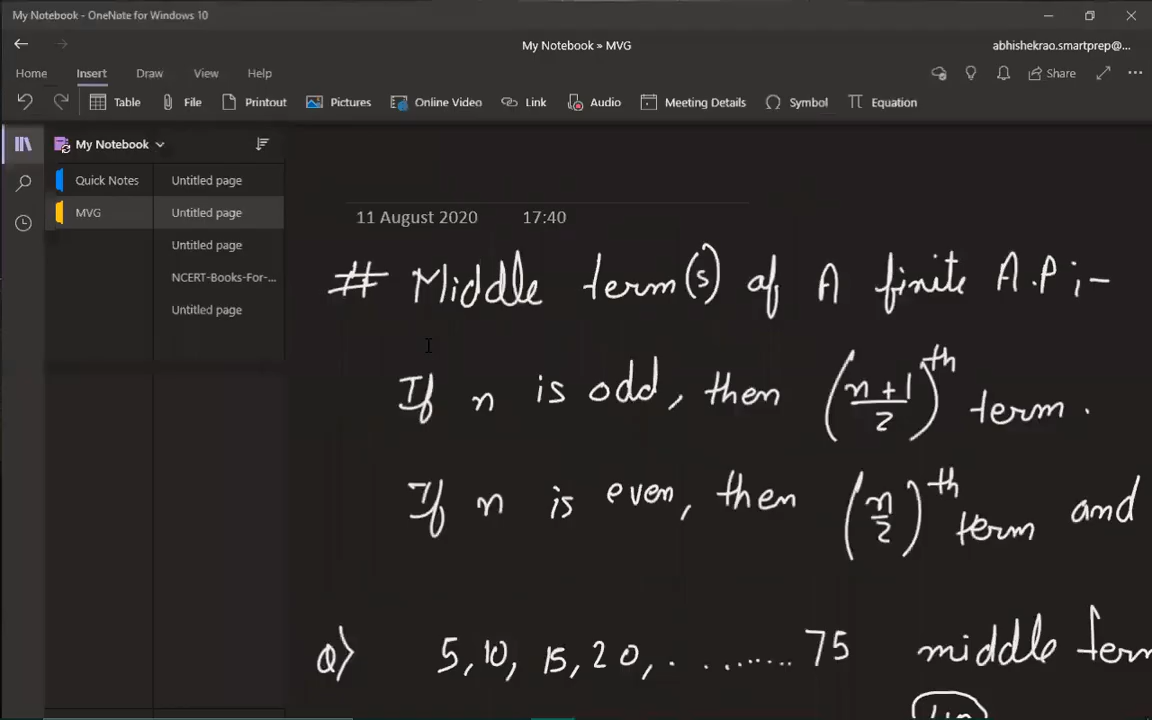 My Notebook - OneNote for Windows 10
My Notebook » MVG
abhishekrao.smartprep@...
Home Insert Draw View Help
Share
Table File Printout Pictures Online Video Link Audio Meeting Details Symbol Equation
My Notebook
Quick Notes Untitled page
MVG Untitled page
Untitled page
NCERT-Books-For-...
Untitled page
11 August 2020 17:40
# Middle term(s) of A finite A.P ;-
If n is odd, then (n+1/2)th term.
If n is even, then (n/2)th term and
Q) 5, 10, 15, 20, . ........ 75 middle term